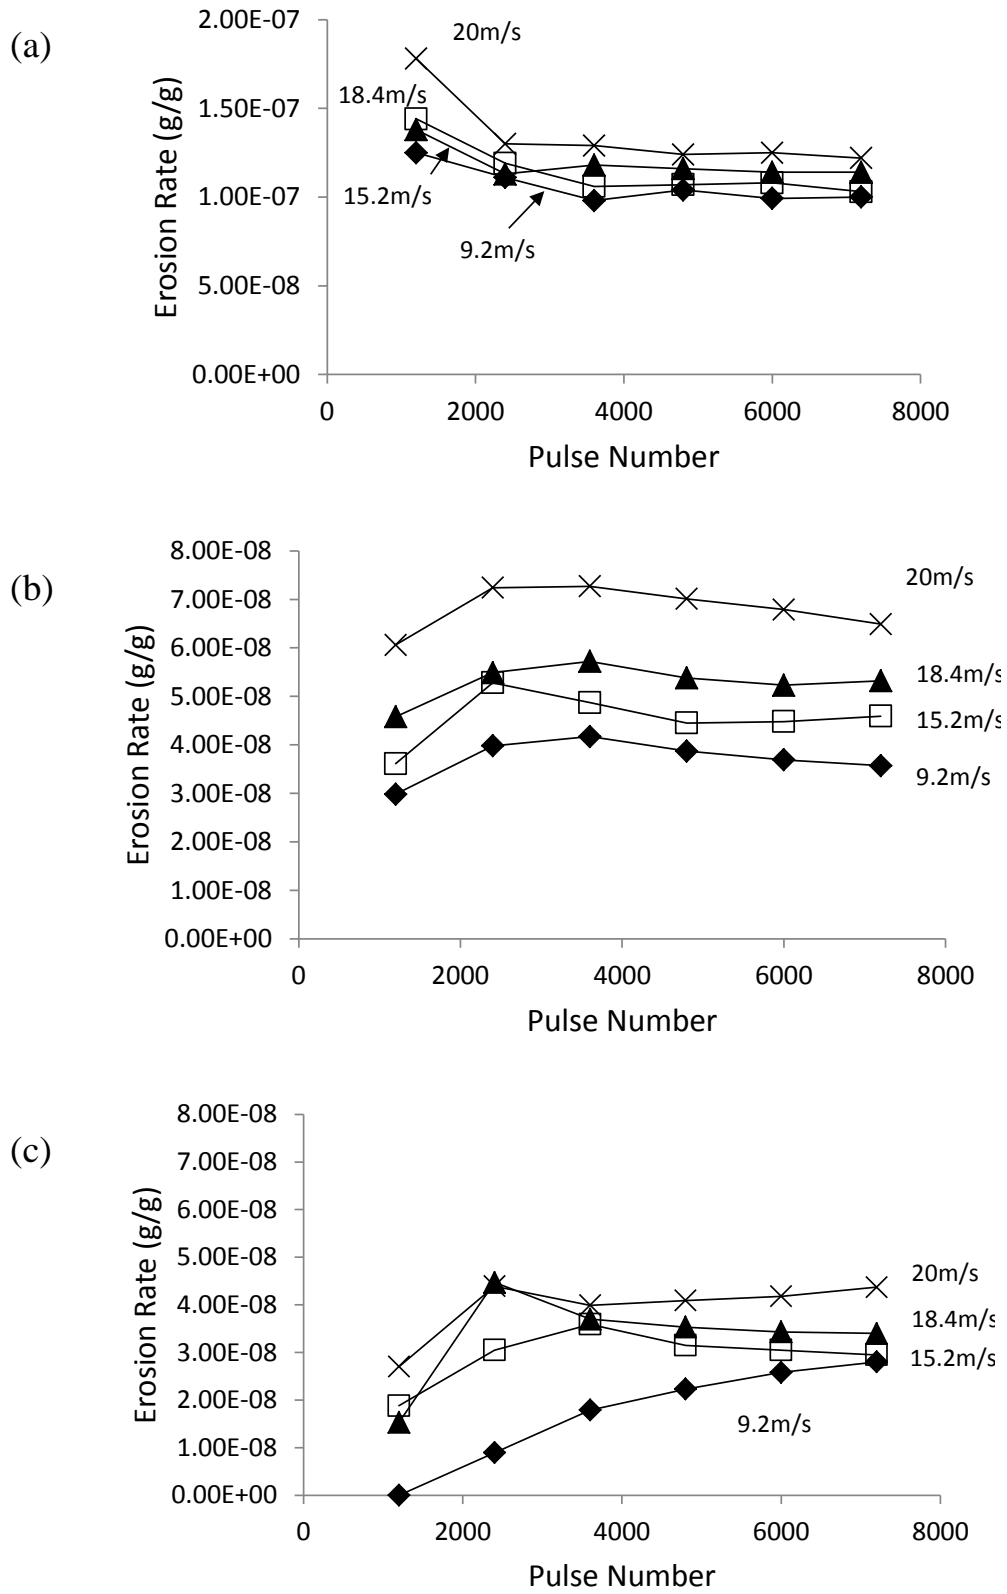 (a)
2.00E-07
1.50E-07
1.00E-07
5.00E-08
0.00E+00
Erosion Rate (g/g)
20m/s
18.4m/s
15.2m/s
9.2m/s
0 2000 4000 6000 8000
Pulse Number
(b)
8.00E-08
7.00E-08
6.00E-08
5.00E-08
4.00E-08
3.00E-08
2.00E-08
1.00E-08
0.00E+00
Erosion Rate (g/g)
20m/s
18.4m/s
15.2m/s
9.2m/s
0 2000 4000 6000 8000
Pulse Number
(c)
8.00E-08
7.00E-08
6.00E-08
5.00E-08
4.00E-08
3.00E-08
2.00E-08
1.00E-08
0.00E+00
Erosion Rate (g/g)
20m/s
18.4m/s
15.2m/s
9.2m/s
0 2000 4000 6000 8000
Pulse Number